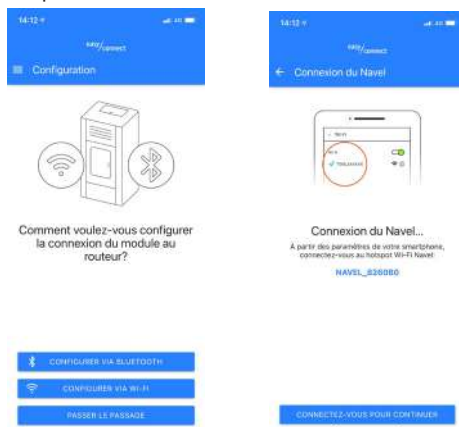 14:12
easy/connect
Configuration
Comment voulez-vous configurer
la connexion du module au
routeur?
CONFIGURER VIA BLUETOOTH
CONFIGURER VIA WI-FI
PASSER LE PASSAGE
14:12
easy/connect
Connexion du Navel
Wi-Fi
Connexion du Navel...
À partir des paramètres de votre smartphone,
connectez-vous au hotspot Wi-Fi Navel
CONNECTEZ-VOUS POUR CONTINUER